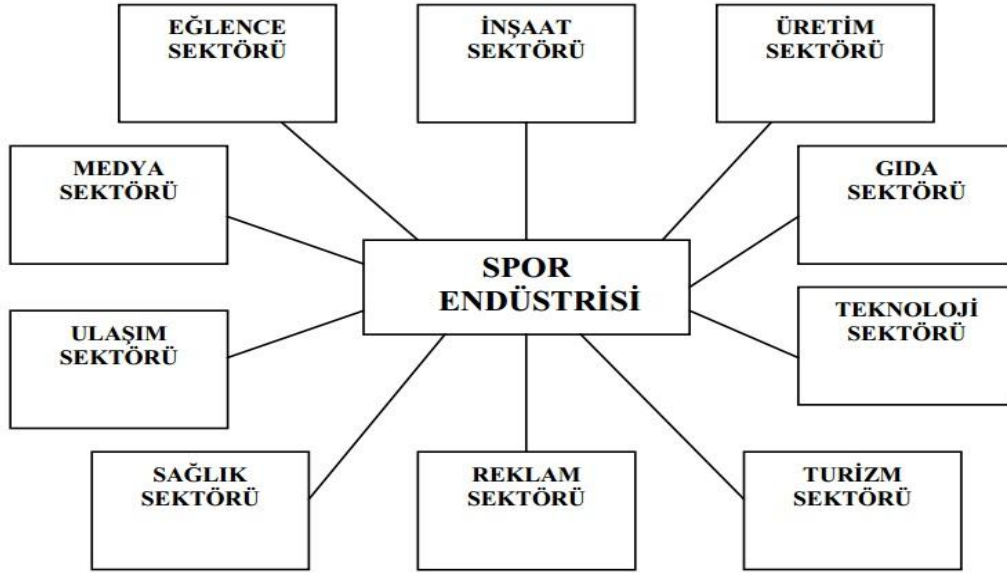 EĞLENCE
SEKTÖRÜ
İNŞAAT
SEKTÖRÜ
ÜRETİM
SEKTÖRÜ
MEDYA
SEKTÖRÜ
GIDA
SEKTÖRÜ
SPOR
ENDÜSTRİSİ
ULAŞIM
SEKTÖRÜ
TEKNOLOJİ
SEKTÖRÜ
SAĞLIK
SEKTÖRÜ
REKLAM
SEKTÖRÜ
TURİZM
SEKTÖRÜ